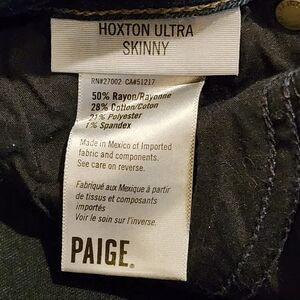 HOXTON ULTRA
SKINNY
RN#27002 CA#51217
50% Rayon/Rayonne
28% Cotton/Coton
21% Polyester
1% Spandex
Made in Mexico of Imported
fabric and components.
See care on reverse.
Fabriqué aux Mexique à partir
de tissus et composants
importés
Voir le soin sur l'inverse.
PAIGE.